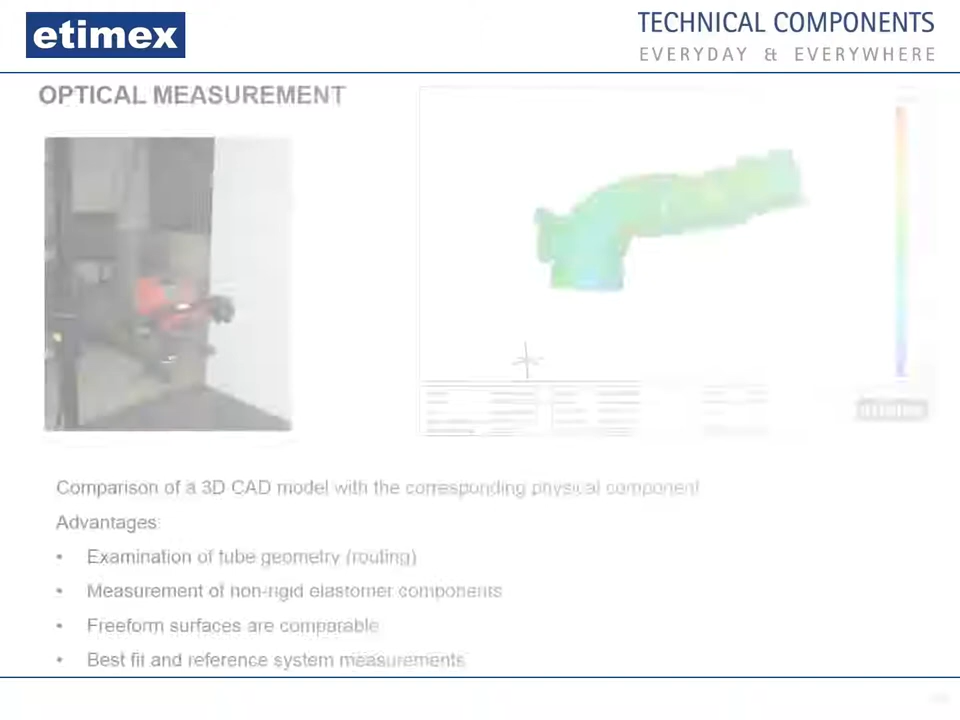 etimex
TECHNICAL COMPONENTS
EVERYDAY & EVERYWHERE
OPTICAL MEASUREMENT
etimex
Comparison of a 3D CAD model with the corresponding physical component
Advantages
• Examination of tube geometry (routing)
• Measurement of non-rigid elastomer components
• Freeform surfaces are comparable
• Best fit and reference system measurements